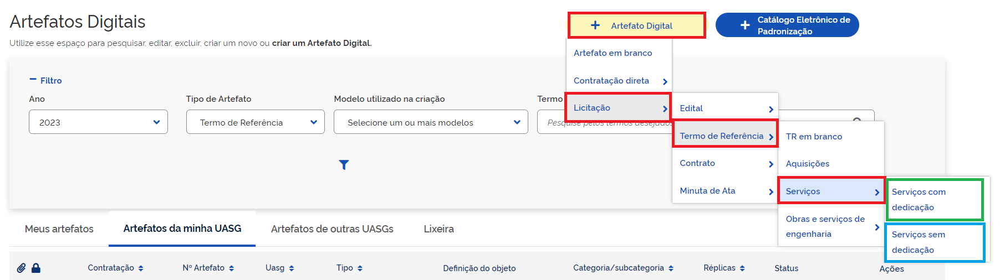 Artefatos Digitais
Utilize esse espaço para pesquisar, editar, excluir, criar um novo ou criar um Artefato Digital.
Artefato Digital
Catálogo Eletrônico de
Padronização
Artefato em branco
Contratação direta
Licitação
Filtro
Ano
Tipo de Artefato
Modelo utilizado na criação
Termo
2023
Termo de Referência
Selecione um ou mais modelos
Pesquise pelos termos desejados
Edital
Termo de Referência
Contrato
Minuta de Ata
TR em branco
Aquisições
Serviços
Obras e serviços de
engenharia
Serviços com
dedicação
Serviços sem
dedicação
Meus artefatos
Artefatos da minha UASG
Artefatos de outras UASGs
Lixeira
Contratação
Nº Artefato
Uasg
Tipo
Definição do objeto
Categoria/subcategoria
Réplicas
Status
Ações